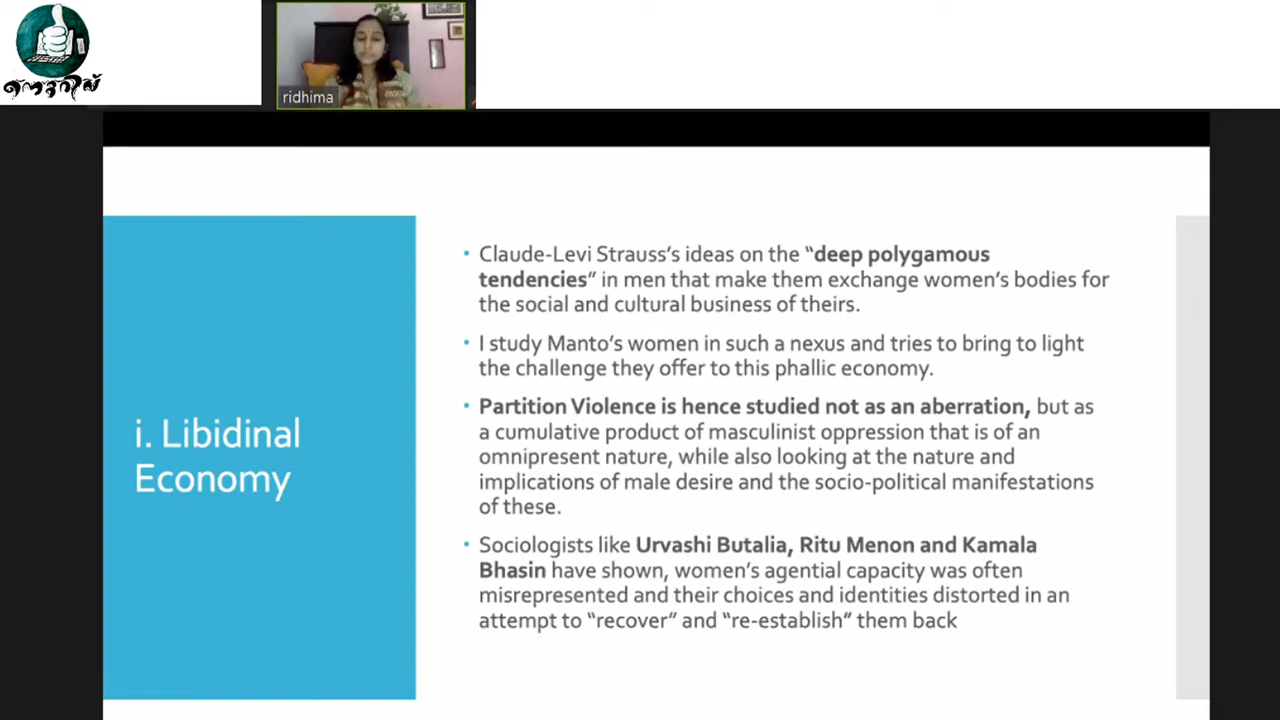 ridhima
i. Libidinal
Economy
• Claude-Levi Strauss's ideas on the “deep polygamous
tendencies” in men that make them exchange women's bodies for
the social and cultural business of theirs.
• I study Manto's women in such a nexus and tries to bring to light
the challenge they offer to this phallic economy.
• Partition Violence is hence studied not as an aberration, but as
a cumulative product of masculinist oppression that is of an
omnipresent nature, while also looking at the nature and
implications of male desire and the socio-political manifestations
of these.
• Sociologists like Urvashi Butalia, Ritu Menon and Kamala
Bhasin have shown, women's agential capacity was often
misrepresented and their choices and identities distorted in an
attempt to “recover” and “re-establish” them back